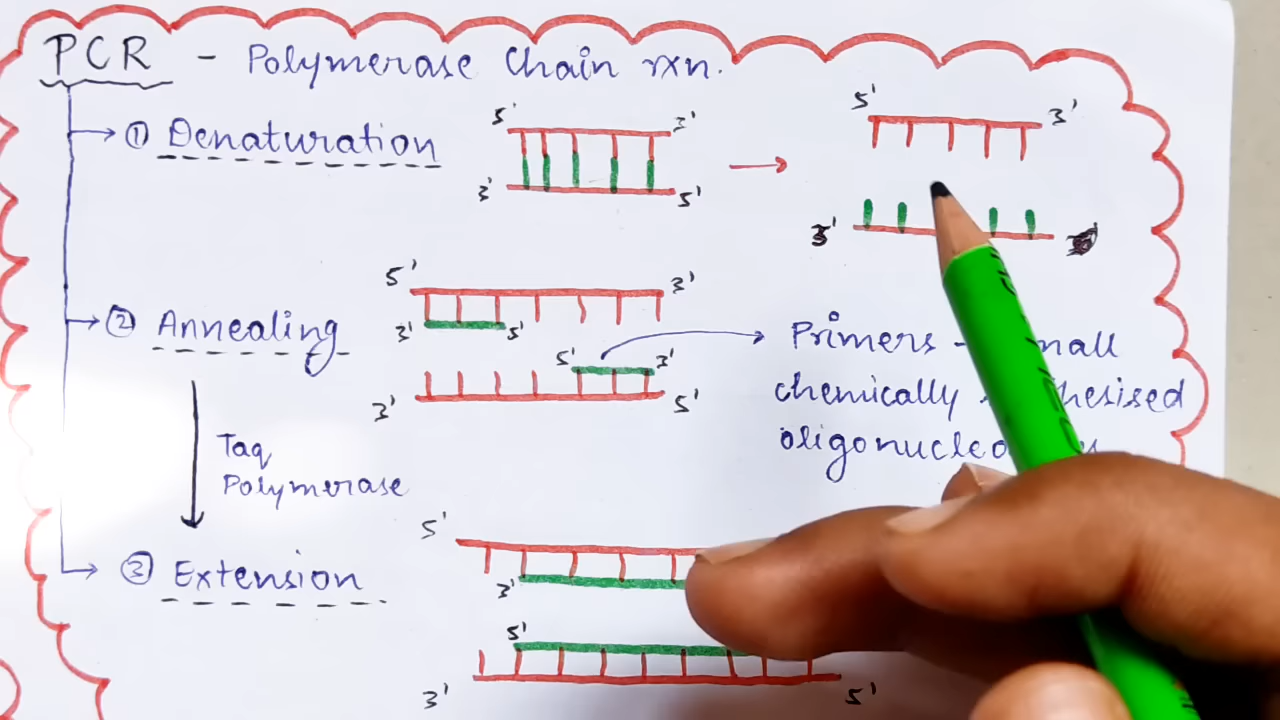 PCR - Polymerase Chain rxn.
① Denaturation
5' 3'
3' 5'
5' 3'
3'
② Annealing
5' 3'
3' 5'
5' 3'
3' 5'
Primers -
chemically
Taq
Polymerase
③ Extension
5'
3'
5'
3' 5'